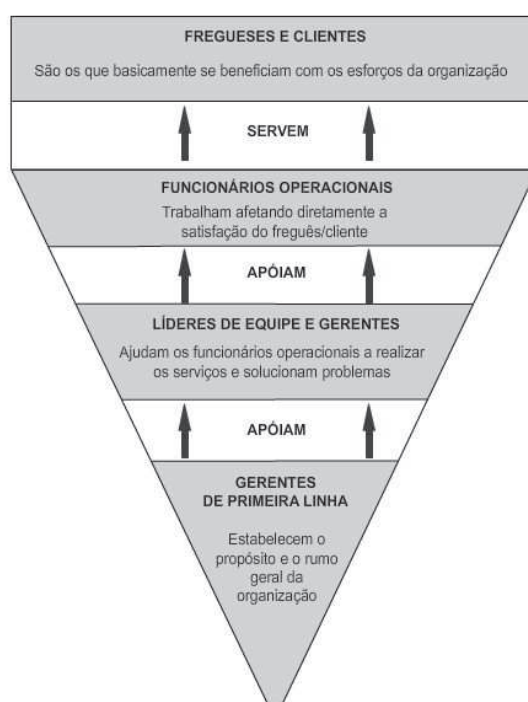 FREGUESES E CLIENTES
São os que basicamente se beneficiam com os esforços da organização
SERVEM
FUNCIONÁRIOS OPERACIONAIS
Trabalham afetando diretamente a
satisfação do freguês/cliente
APÓIAM
LÍDERES DE EQUIPE E GERENTES
Ajudam os funcionários operacionais a realizar
os serviços e solucionam problemas
APÓIAM
GERENTES
DE PRIMEIRA LINHA
Estabelecem o
propósito e o rumo
geral da
organização